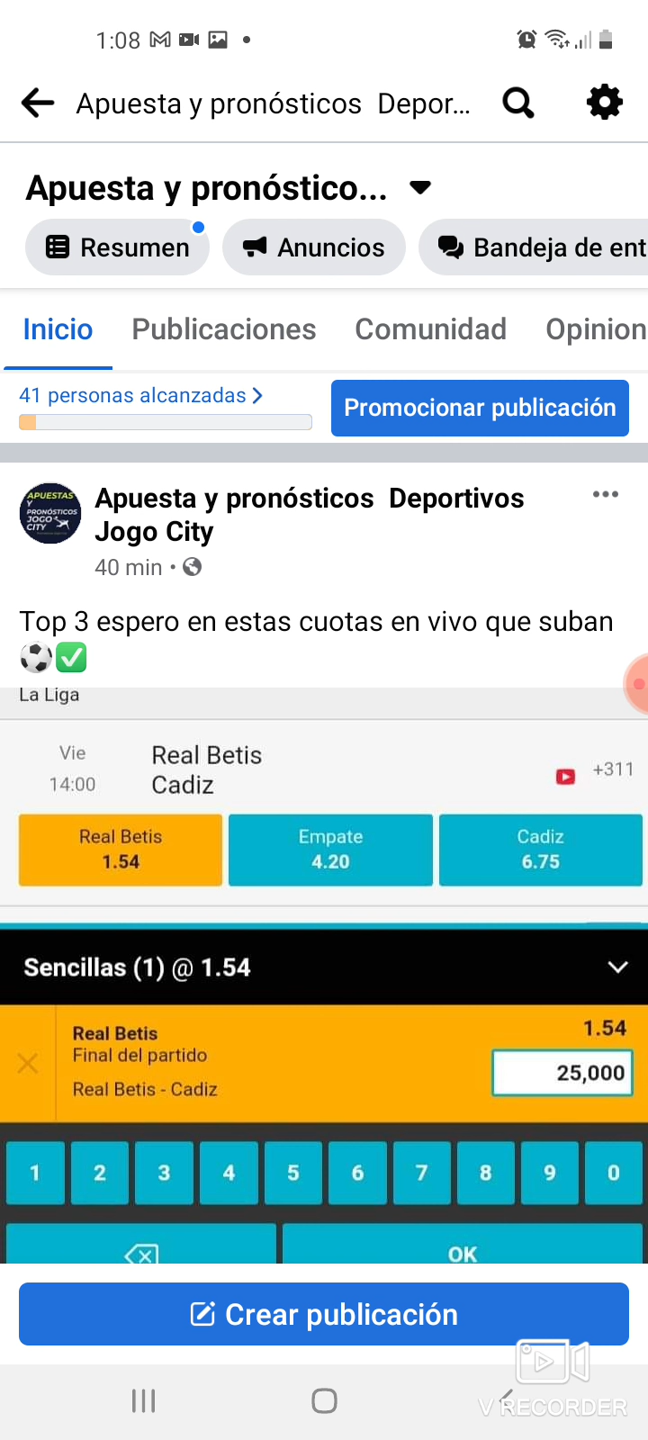 1:08
Apuesta y pronósticos Depor...
Apuesta y pronóstico...
Resumen
Anuncios
Bandeja de ent
Inicio
Publicaciones
Comunidad
Opinion
41 personas alcanzadas
Promocionar publicación
APUESTAS
Y
PRONÓSTICOS
JOGO
CITY
Apuesta y pronósticos Deportivos
Jogo City
40 min •
Top 3 espero en estas cuotas en vivo que suban
⚽✅
La Liga
Vie
14:00
Real Betis
Cadiz
+311
Real Betis
1.54
Empate
4.20
Cadiz
6.75
Sencillas (1) @ 1.54
Real Betis
Final del partido
Real Betis - Cadiz
1.54
25,000
1 2 3 4 5 6 7 8 9 0
OK
Crear publicación
V RECORDER